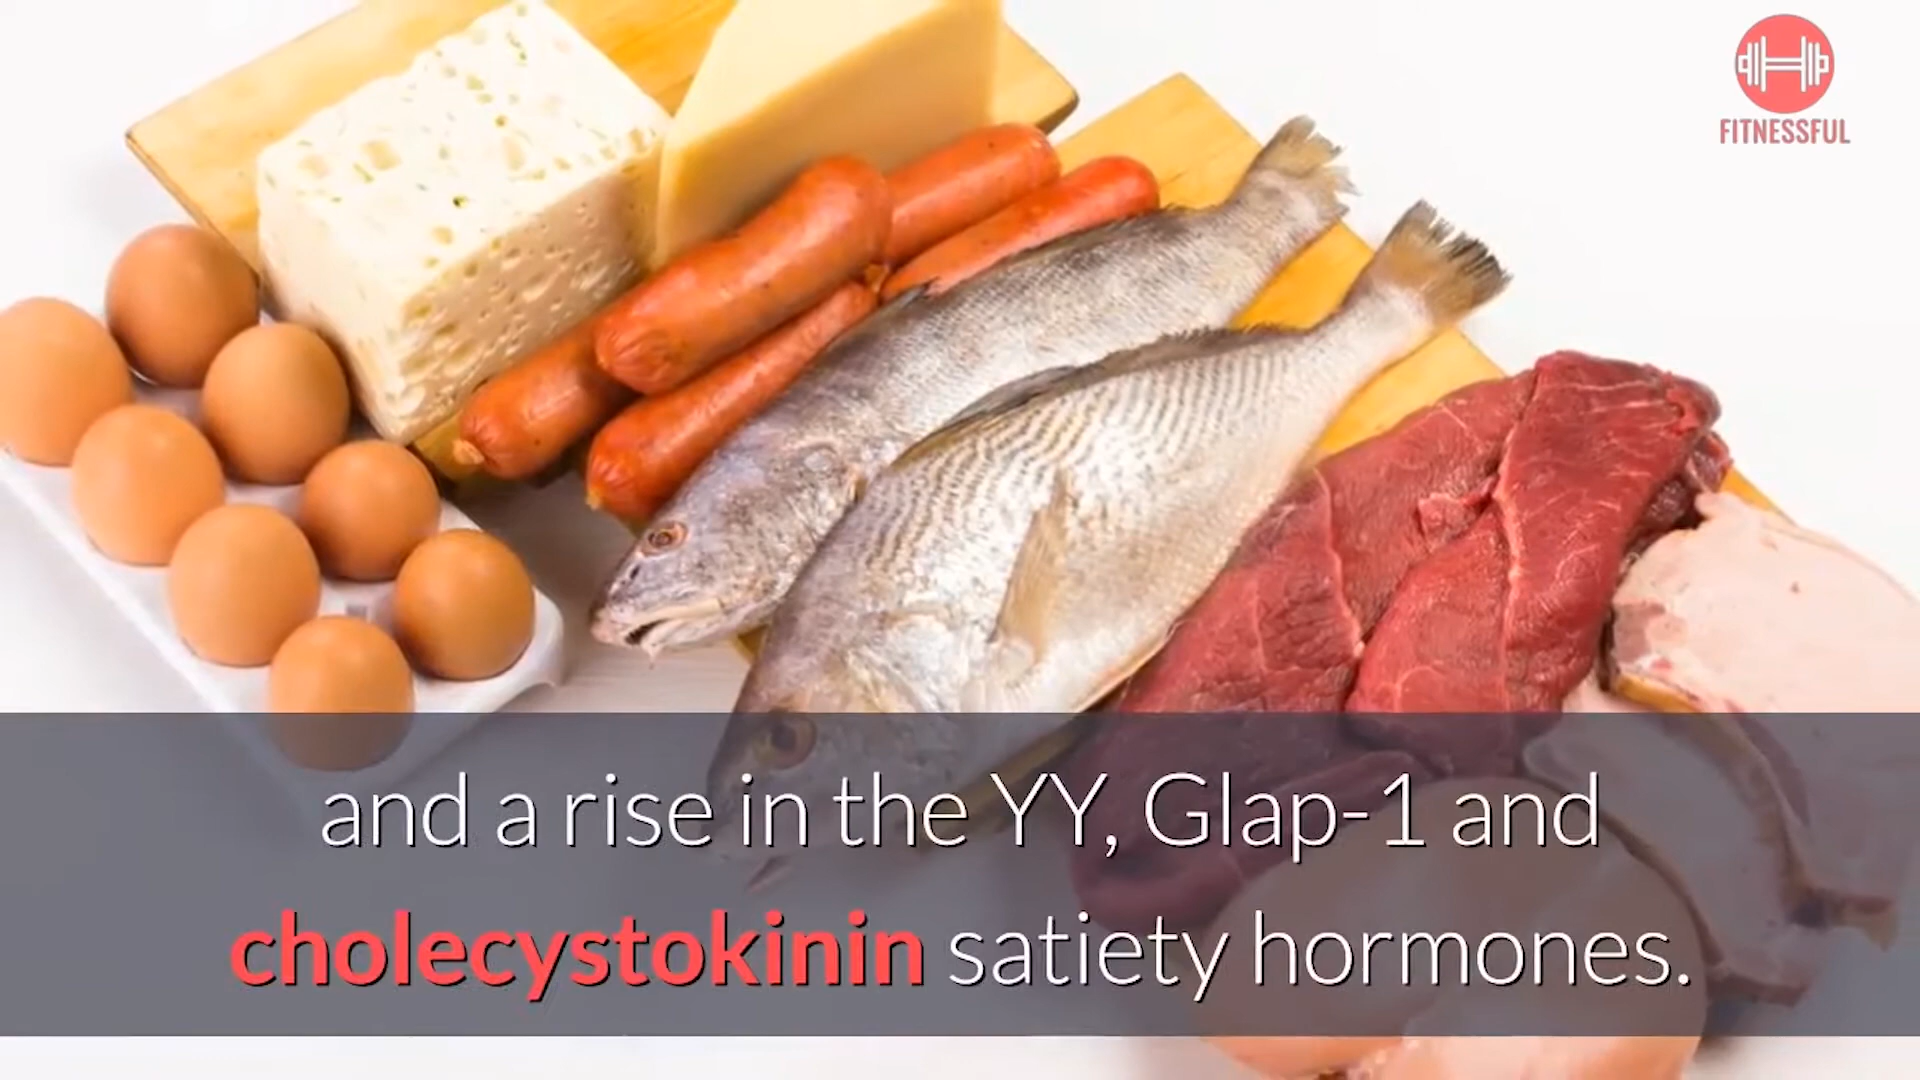 FITNESSFUL
and a rise in the YY, Glap-1 and
cholecystokinin satiety hormones.